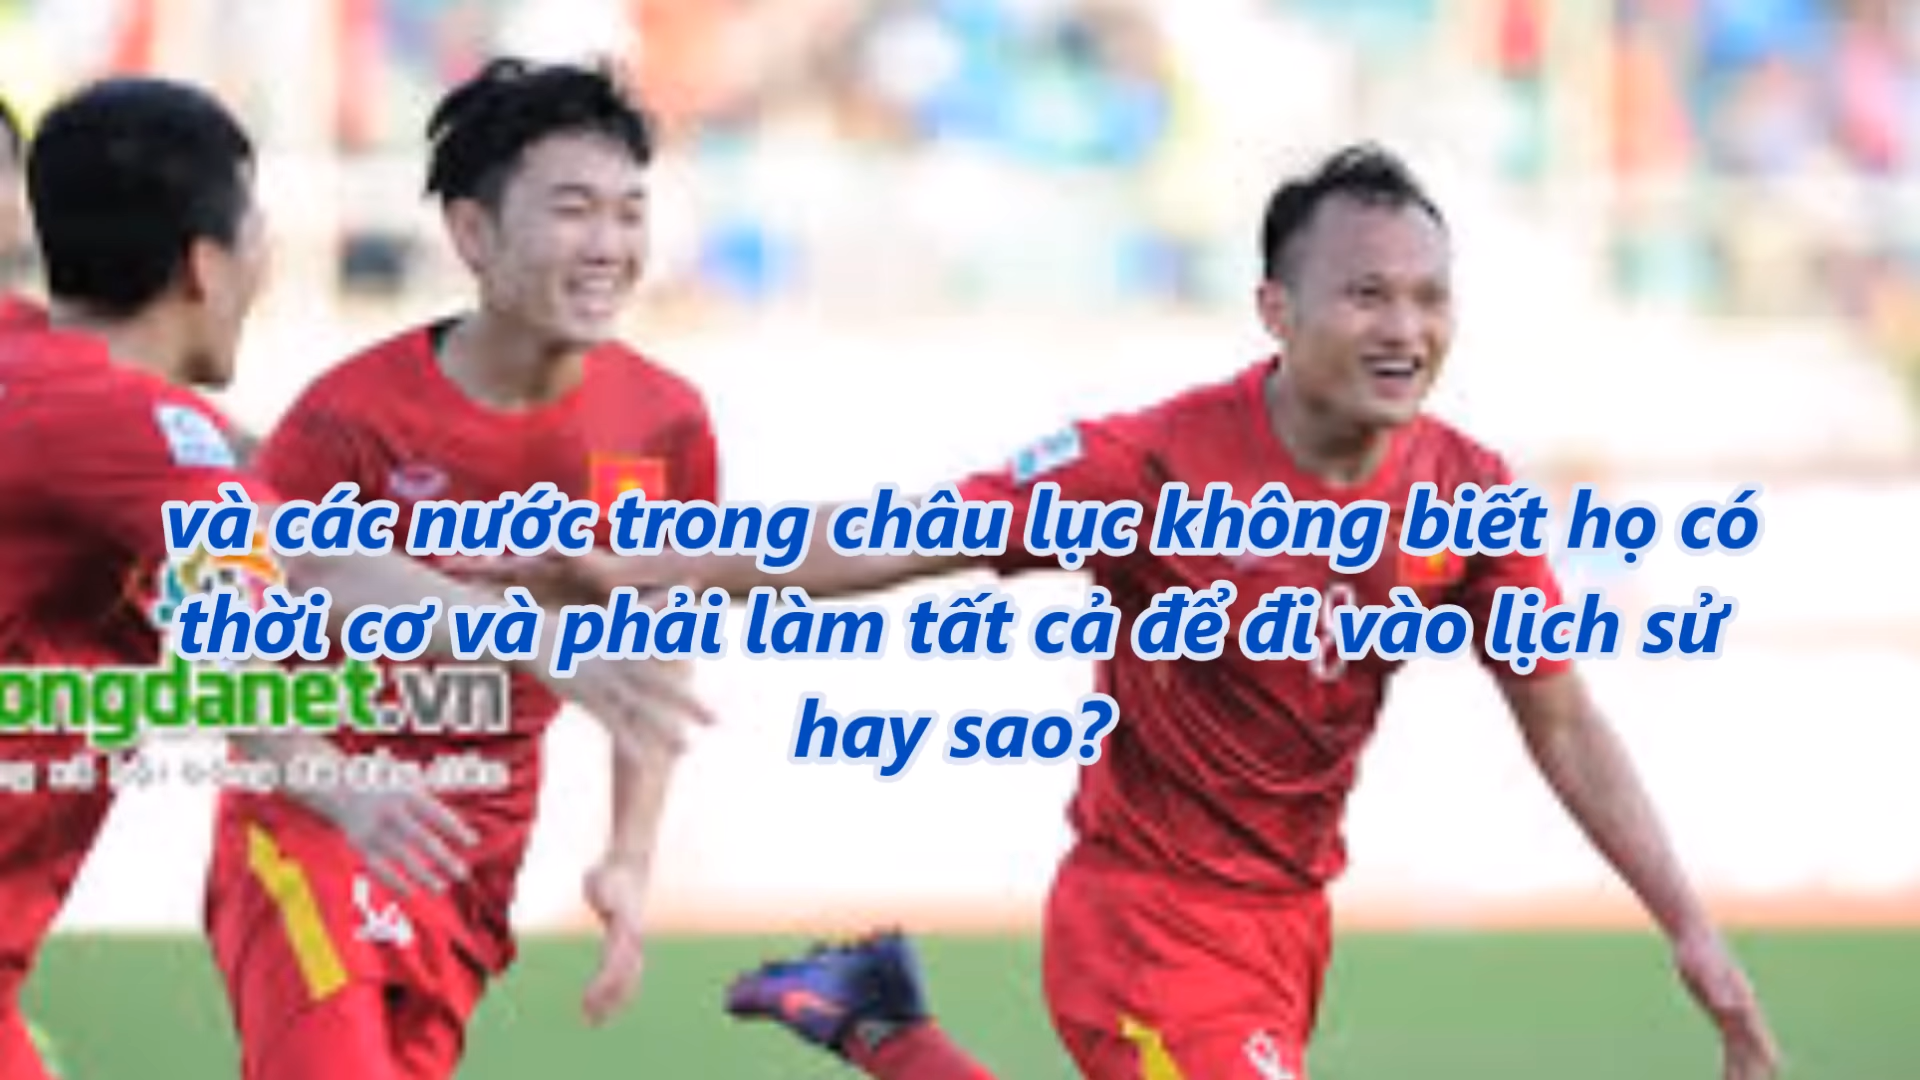 và các nước trong châu lục không biết họ có
thời cơ và phải làm tất cả để đi vào lịch sử
hay sao?
ongdanet.vn